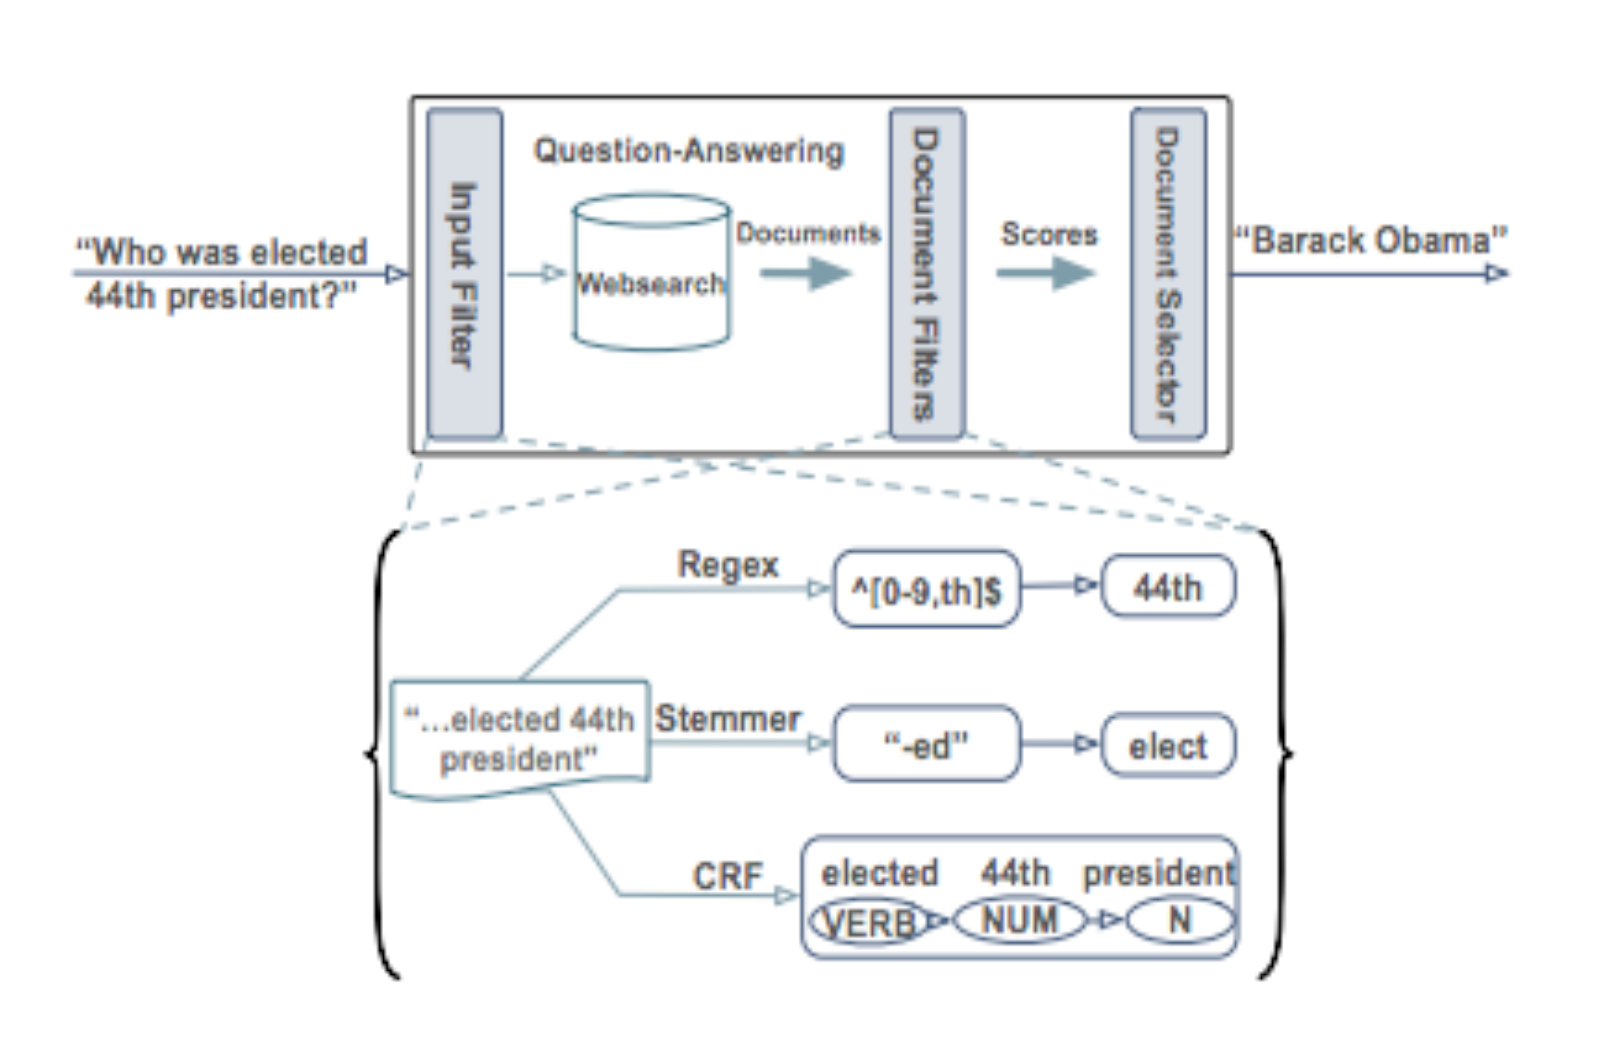 Question-Answering
“Who was elected
44th president?”
Input Filter
Websearch
Documents
Document Filters
Scores
Document Selector
“Barack Obama”
Regex
^[0-9,th]$
44th
“...elected 44th
president”
Stemmer
“-ed”
elect
CRF
elected 44th president
VERB NUM N